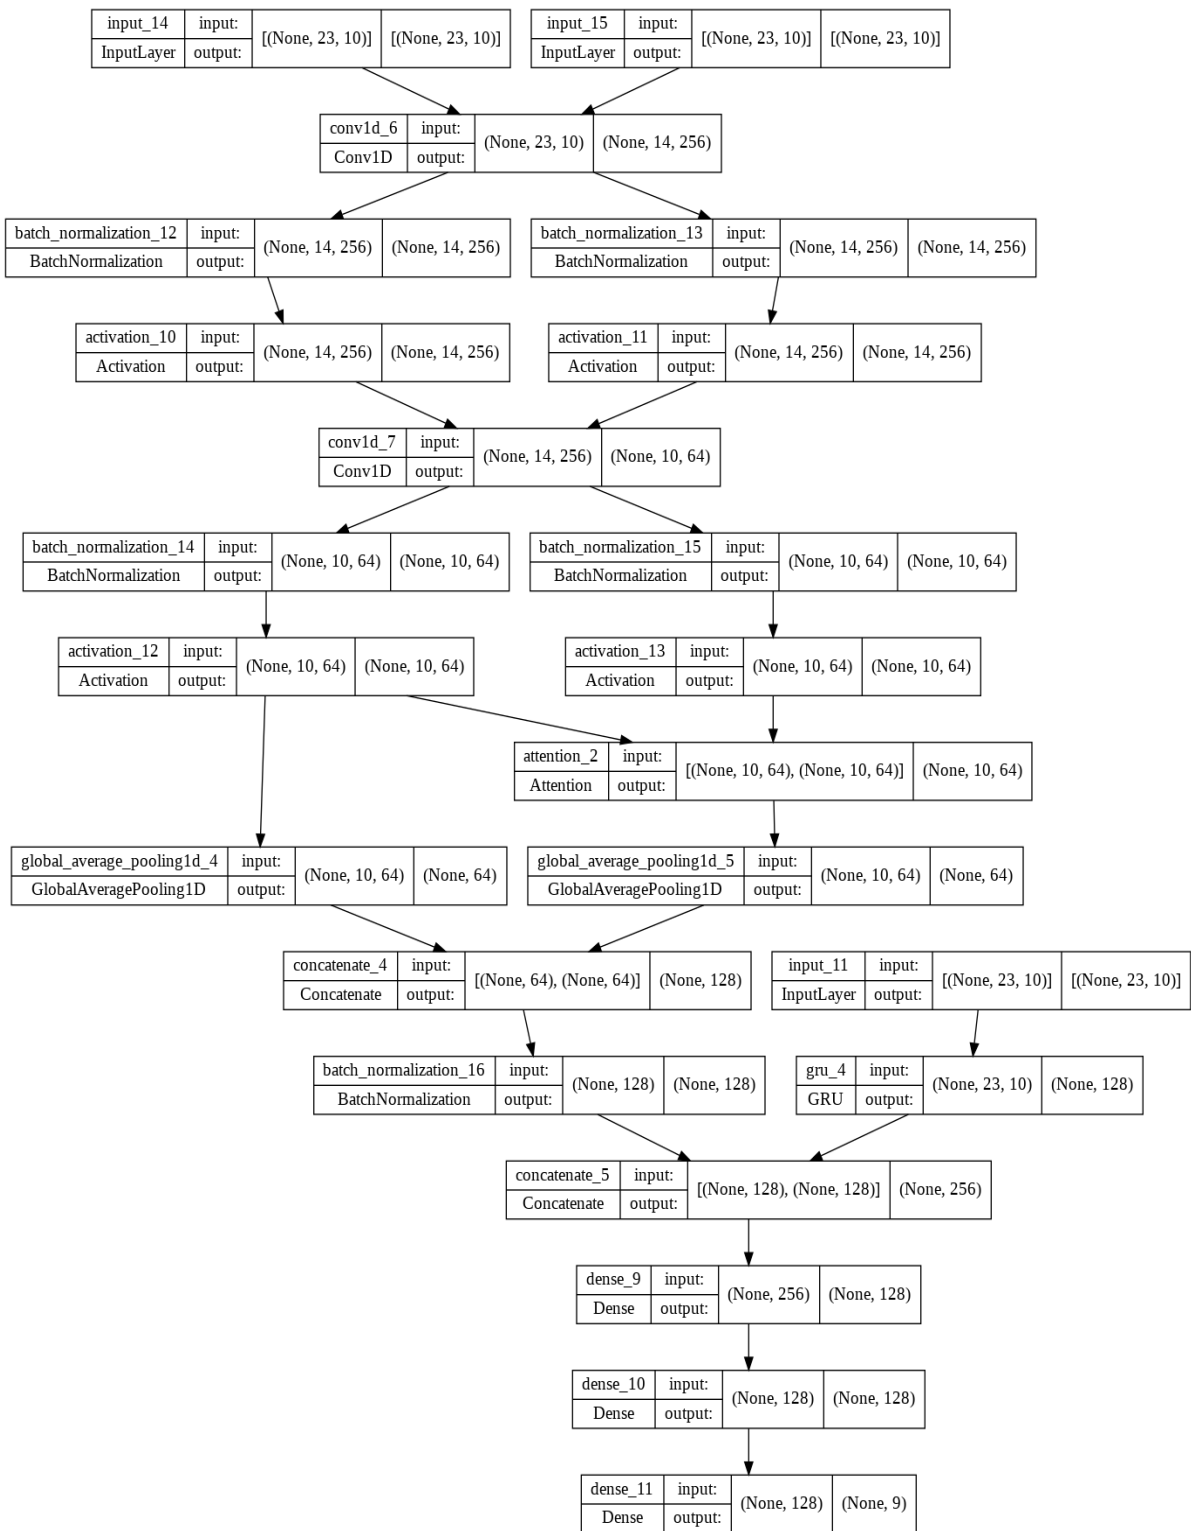 input_14 input: [(None, 23, 10)] [(None, 23, 10)]
InputLayer output:
input_15 input: [(None, 23, 10)] [(None, 23, 10)]
InputLayer output:
conv1d_6 input: (None, 23, 10) (None, 14, 256)
Conv1D output:
batch_normalization_12 input: (None, 14, 256) (None, 14, 256)
BatchNormalization output:
batch_normalization_13 input: (None, 14, 256) (None, 14, 256)
BatchNormalization output:
activation_10 input: (None, 14, 256) (None, 14, 256)
Activation output:
activation_11 input: (None, 14, 256) (None, 14, 256)
Activation output:
conv1d_7 input: (None, 14, 256) (None, 10, 64)
Conv1D output:
batch_normalization_14 input: (None, 10, 64) (None, 10, 64)
BatchNormalization output:
batch_normalization_15 input: (None, 10, 64) (None, 10, 64)
BatchNormalization output:
activation_12 input: (None, 10, 64) (None, 10, 64)
Activation output:
activation_13 input: (None, 10, 64) (None, 10, 64)
Activation output:
attention_2 input: [(None, 10, 64), (None, 10, 64)] (None, 10, 64)
Attention output:
global_average_pooling1d_4 input: (None, 10, 64) (None, 64)
GlobalAveragePooling1D output:
global_average_pooling1d_5 input: (None, 10, 64) (None, 64)
GlobalAveragePooling1D output:
concatenate_4 input: [(None, 64), (None, 64)] (None, 128)
Concatenate output:
input_11 input: [(None, 23, 10)] [(None, 23, 10)]
InputLayer output:
batch_normalization_16 input: (None, 128) (None, 128)
BatchNormalization output:
gru_4 input: (None, 23, 10) (None, 128)
GRU output:
concatenate_5 input: [(None, 128), (None, 128)] (None, 256)
Concatenate output:
dense_9 input: (None, 256) (None, 128)
Dense output:
dense_10 input: (None, 128) (None, 128)
Dense output:
dense_11 input: (None, 128) (None, 9)
Dense output: